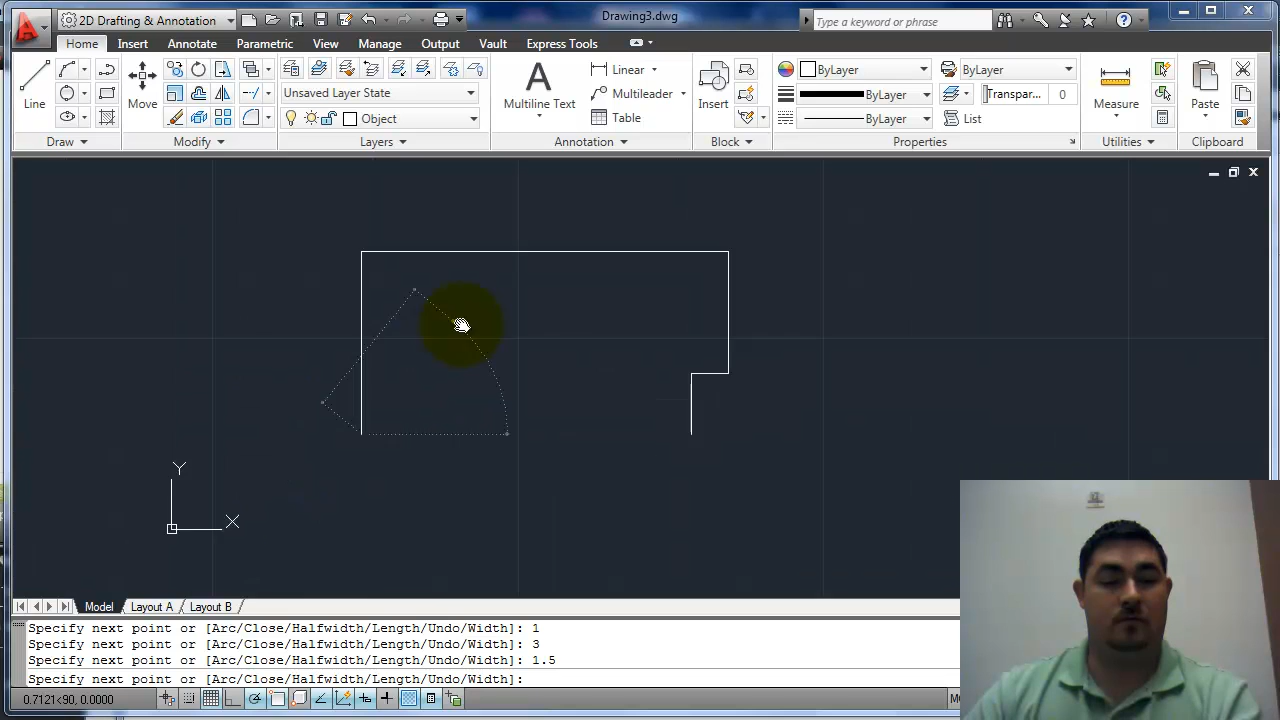 2D Drafting & Annotation
Drawing3.dwg
Type a keyword or phrase
Home Insert Annotate Parametric View Manage Output Vault Express Tools
Line
Move
Unsaved Layer State
Object
Multiline Text
Linear
Multileader
Table
Insert
ByLayer
ByLayer
ByLayer
ByLayer
Transpar... 0
List
Measure
Paste
Draw Modify Layers Annotation Block Properties Utilities Clipboard
Y
X
Model Layout A Layout B
Specify next point or [Arc/Close/Halfwidth/Length/Undo/Width]: 1
Specify next point or [Arc/Close/Halfwidth/Length/Undo/Width]: 3
Specify next point or [Arc/Close/Halfwidth/Length/Undo/Width]: 1.5
Specify next point or [Arc/Close/Halfwidth/Length/Undo/Width]:
0.7121<90, 0.0000